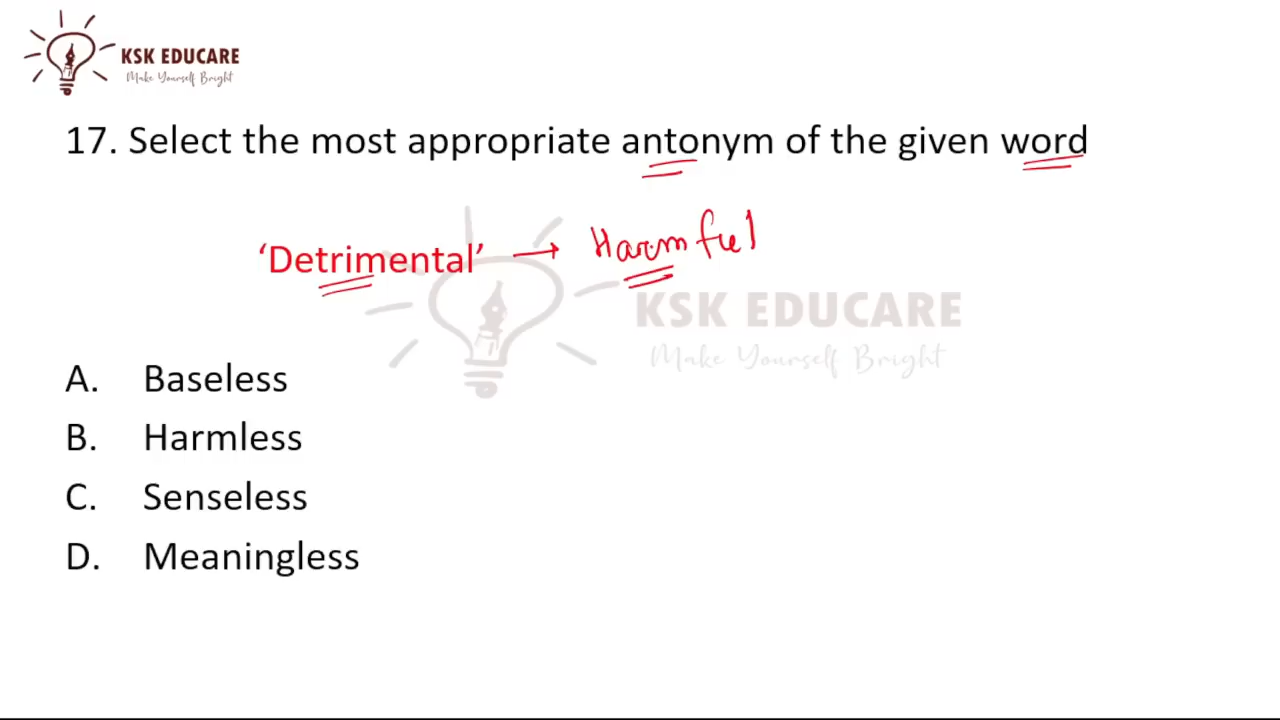 KSK EDUCARE
Make Yourself Bright
17. Select the most appropriate antonym of the given word
‘Detrimental’ → Harmful
KSK EDUCARE
Make Yourself Bright
A. Baseless
B. Harmless
C. Senseless
D. Meaningless